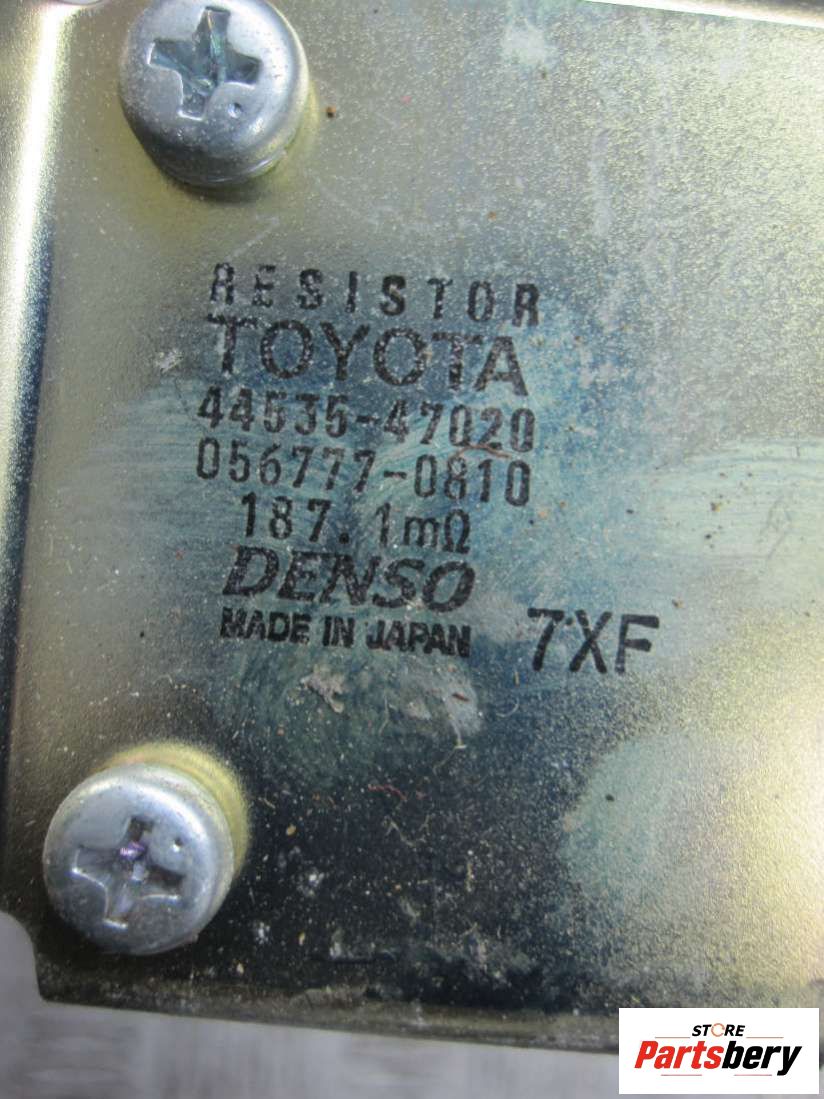 RESISTOR
TOYOTA
44535-47020
056777-0810
187.1mΩ
DENSO
MADE IN JAPAN 7XF
STORE
Partsbery